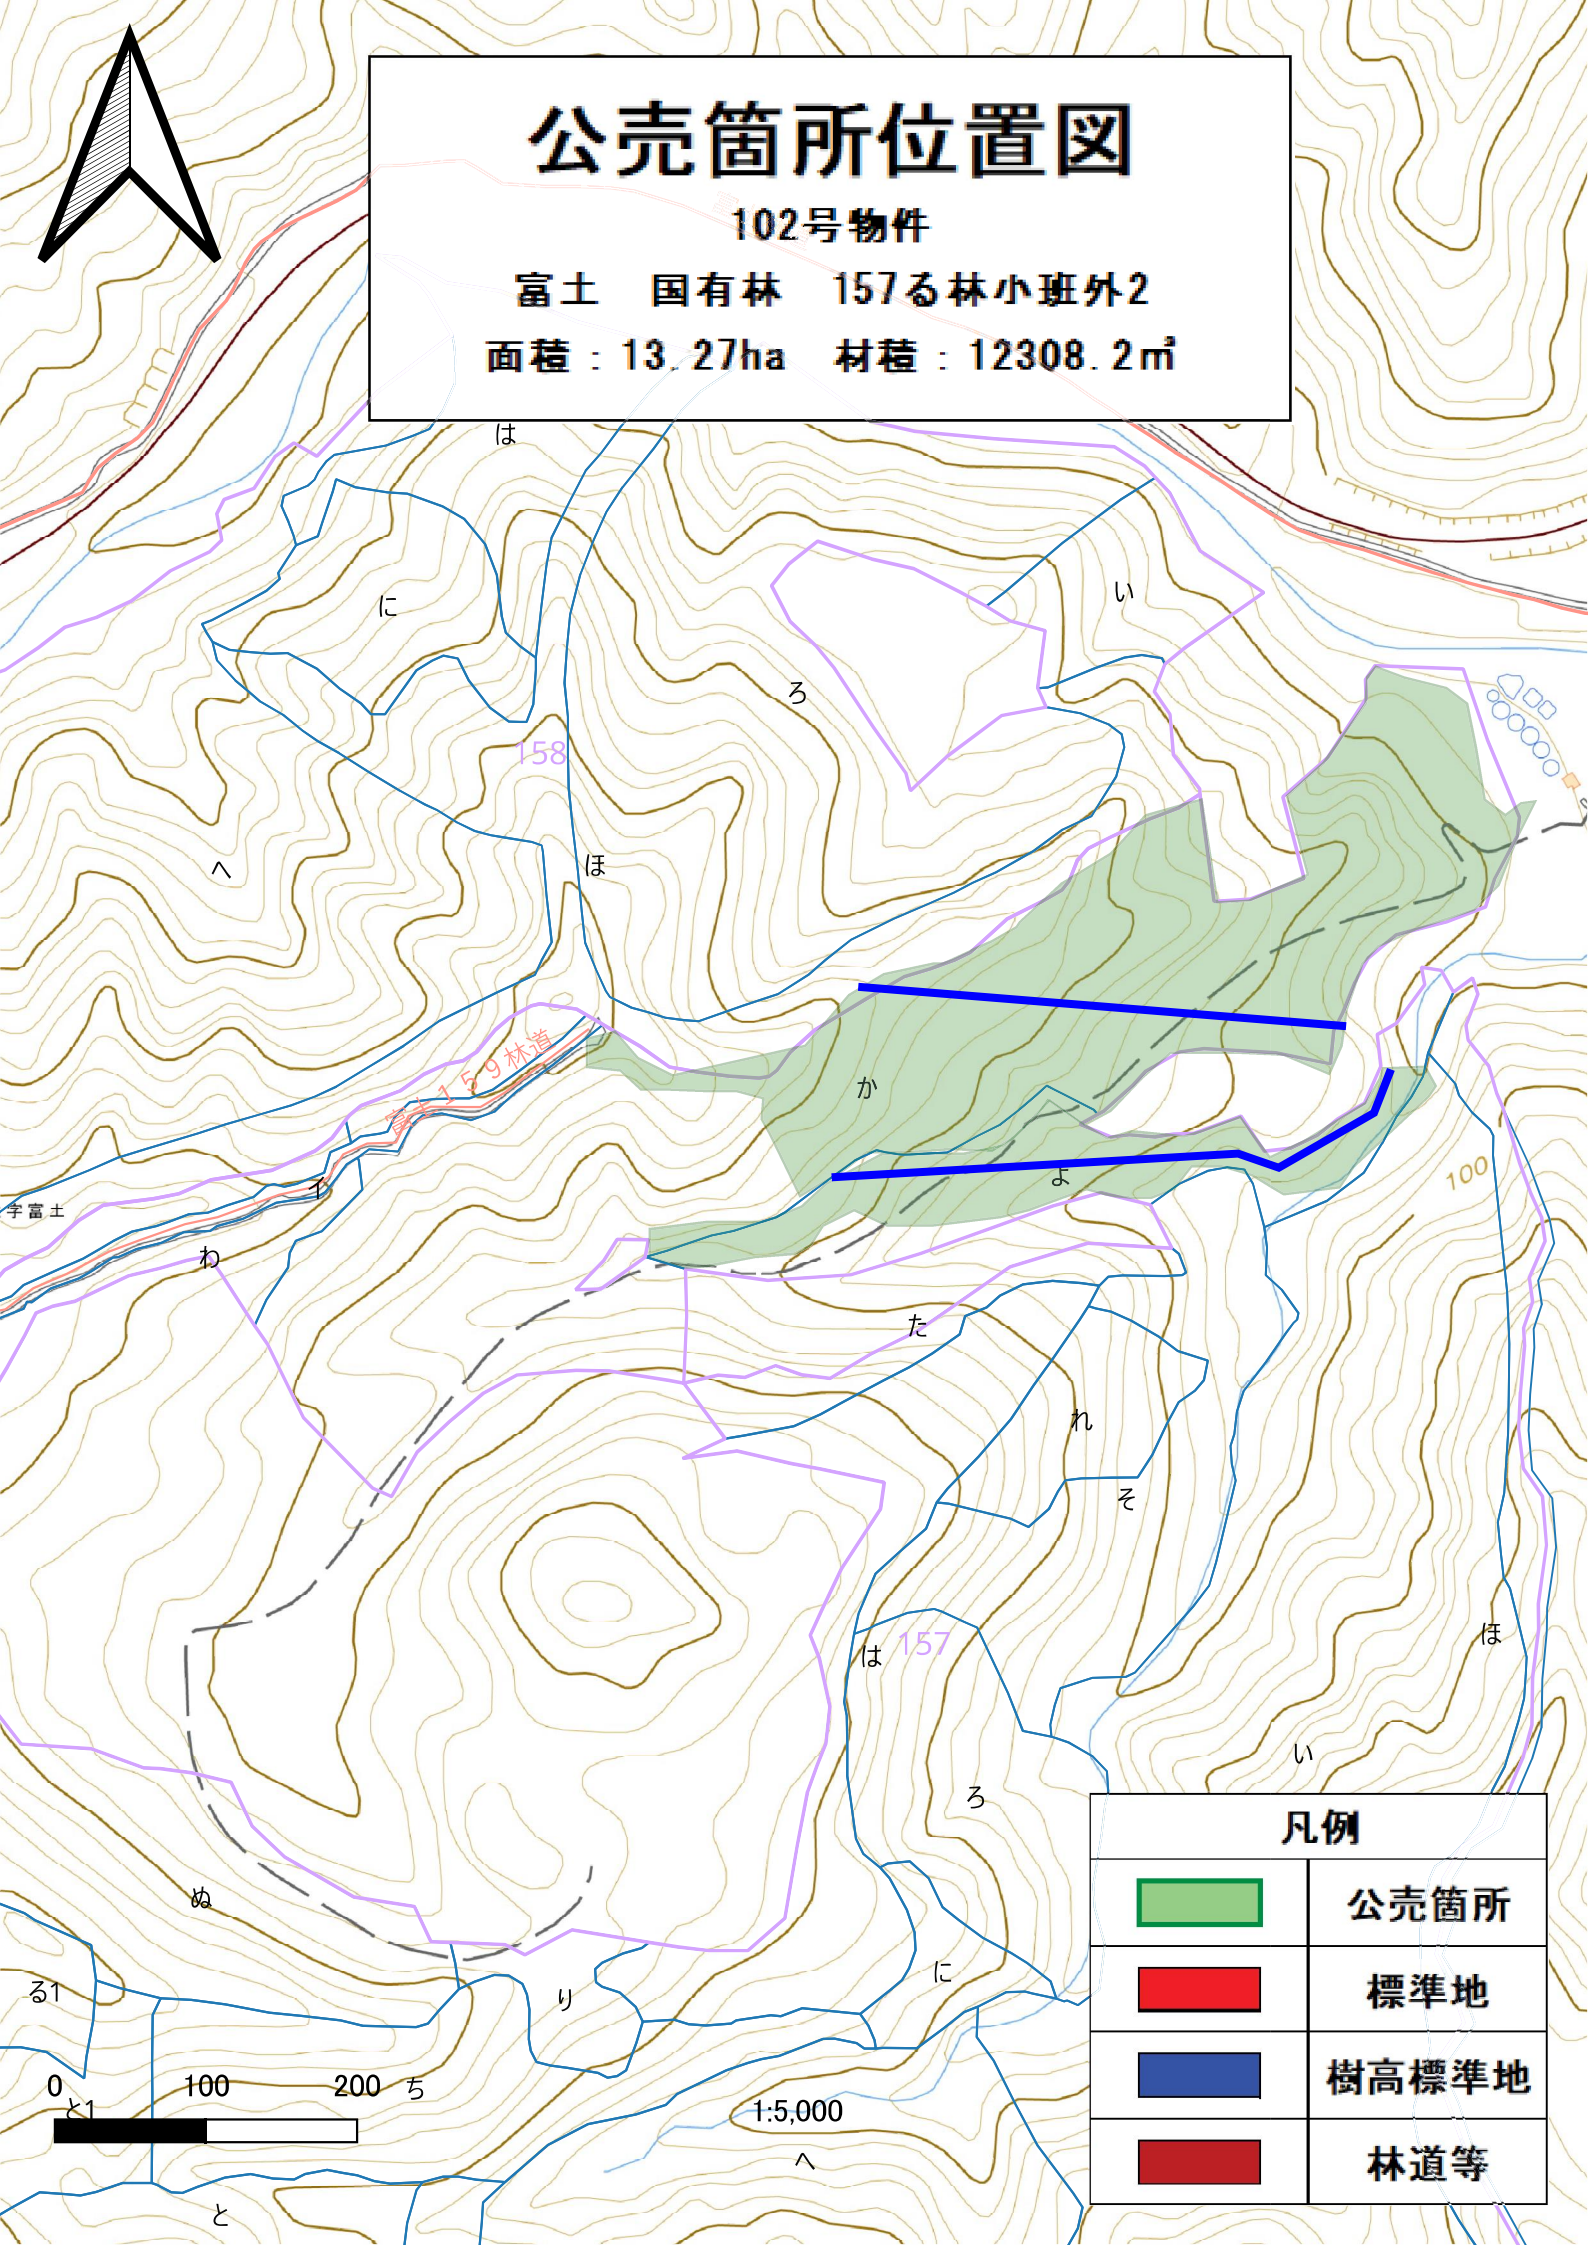 公売箇所位置図
102号物件
富士　国有林　157る林小班外2
面積：13.27ha　材積：12308.2㎥
は
に
い
ろ
158
へ
ほ
か
富士１５９林道
イ
よ
100
字富士
わ
た
れ
そ
157
は
ほ
い
ろ
ぬ
に
る1
り
0 100 200
ち
と1
1:5,000
へ
と
凡例
公売箇所
標準地
樹高標準地
林道等